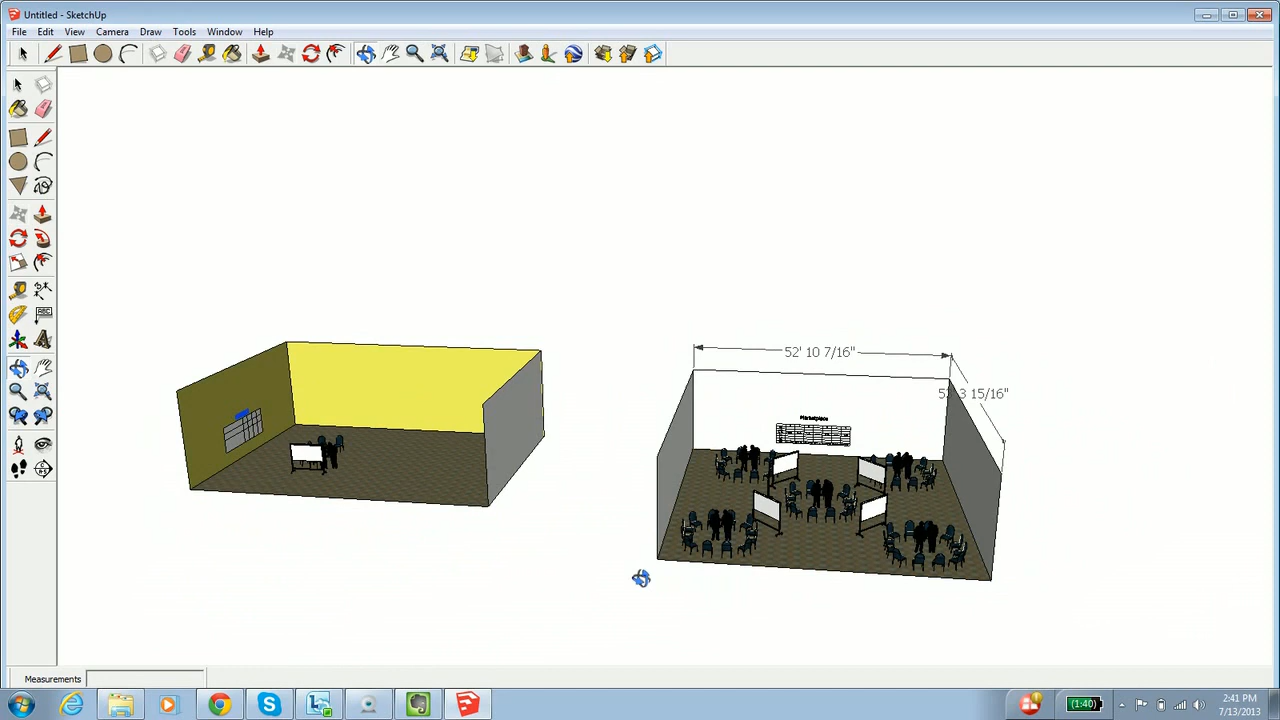 Untitled - SketchUp
File Edit View Camera Draw Tools Window Help
52' 10 7/16"
3 15/16"
Marketplace
Measurements
(1:40)
2:41 PM
7/13/2013